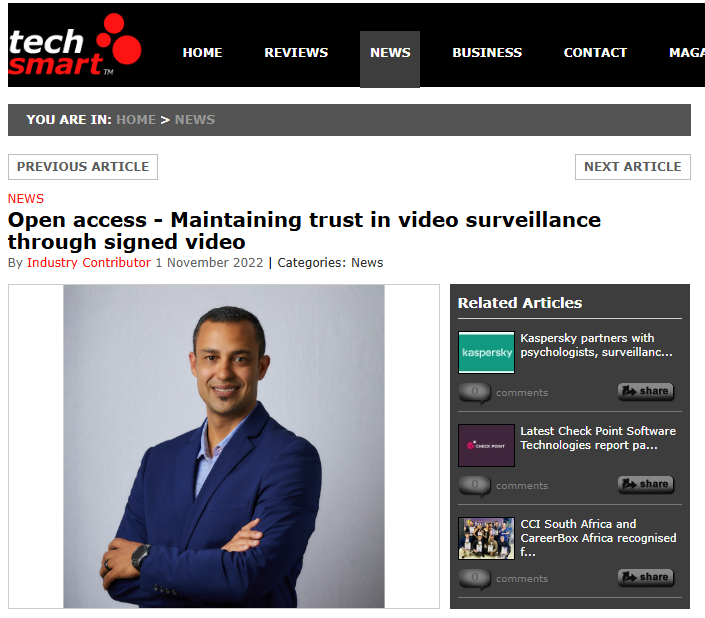 tech
smart TM
HOME
REVIEWS
NEWS
BUSINESS
CONTACT
MAGA
YOU ARE IN: HOME > NEWS
PREVIOUS ARTICLE
NEXT ARTICLE
NEWS
Open access - Maintaining trust in video surveillance
through signed video
By Industry Contributor 1 November 2022 | Categories: News
Related Articles
kaspersky
Kaspersky partners with
psychologists, surveillanc...
0 comments
share
CHECK POINT
Latest Check Point Software
Technologies report pa...
0 comments
share
CCI South Africa and
CareerBox Africa recognised
f...
0 comments
share